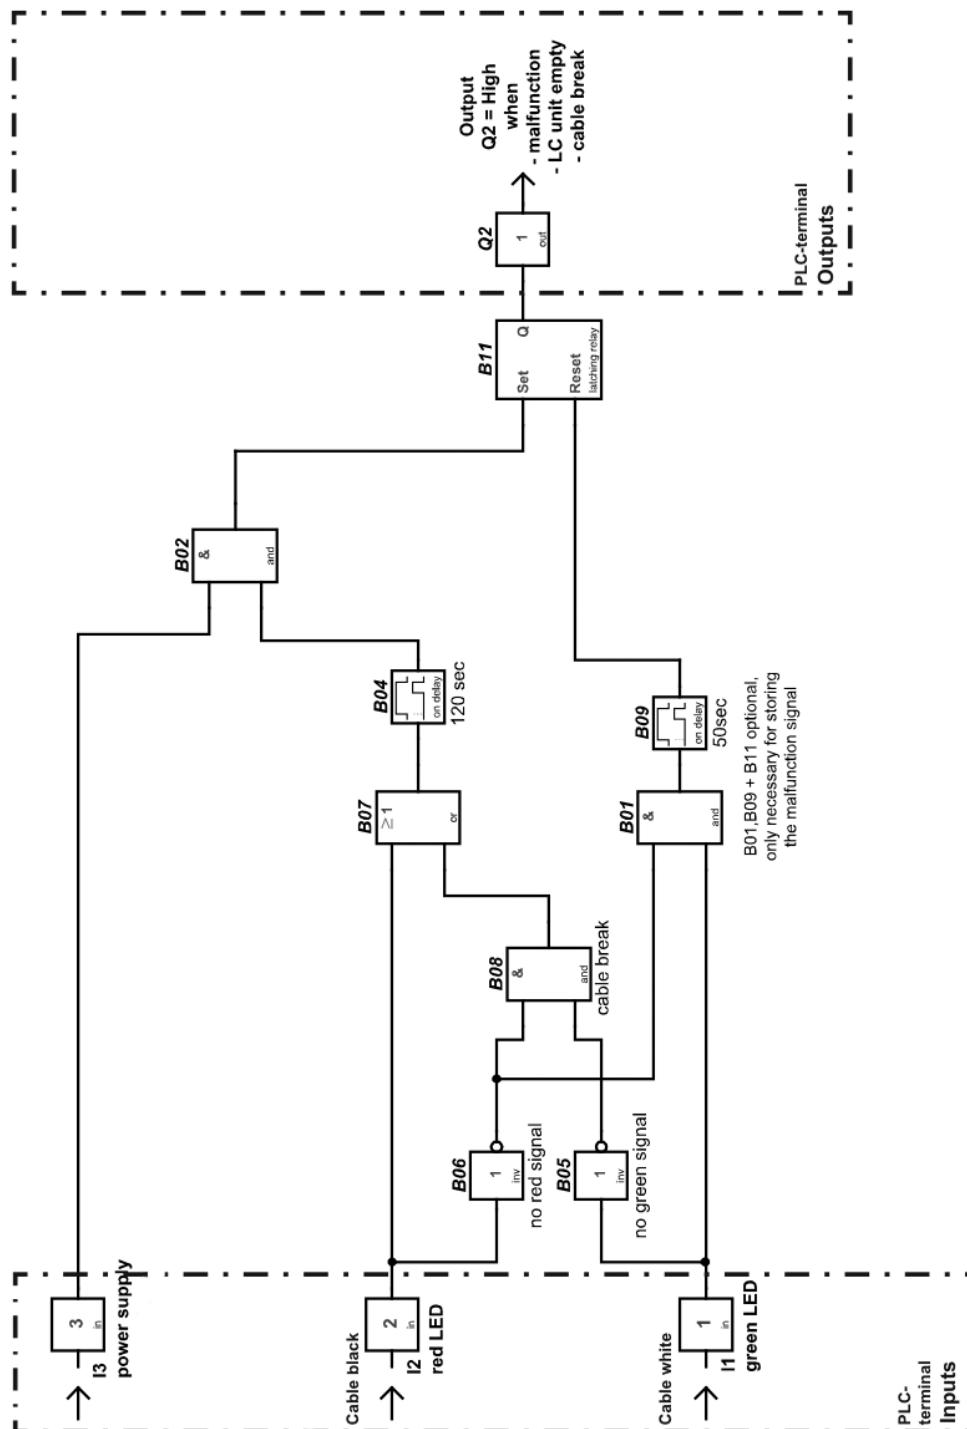 I3
3
in
power supply
Cable black
I2
2
in
red LED
Cable white
I1
1
in
green LED
PLC-
terminal
Inputs
B06
1
inv
no red signal
B05
1
inv
no green signal
B08
&
and
cable break
B07
≥ 1
or
B01
&
and
B04
on delay
120 sec
B09
on delay
50sec
B01,B09 + B11 optional,
only necessary for storing
the malfunction signal
B02
&
and
B11
Set
Q
Reset
latching relay
Q2
1
out
Output
Q2 = High
when
- malfunction
- LC unit empty
- cable break
PLC-terminal
Outputs